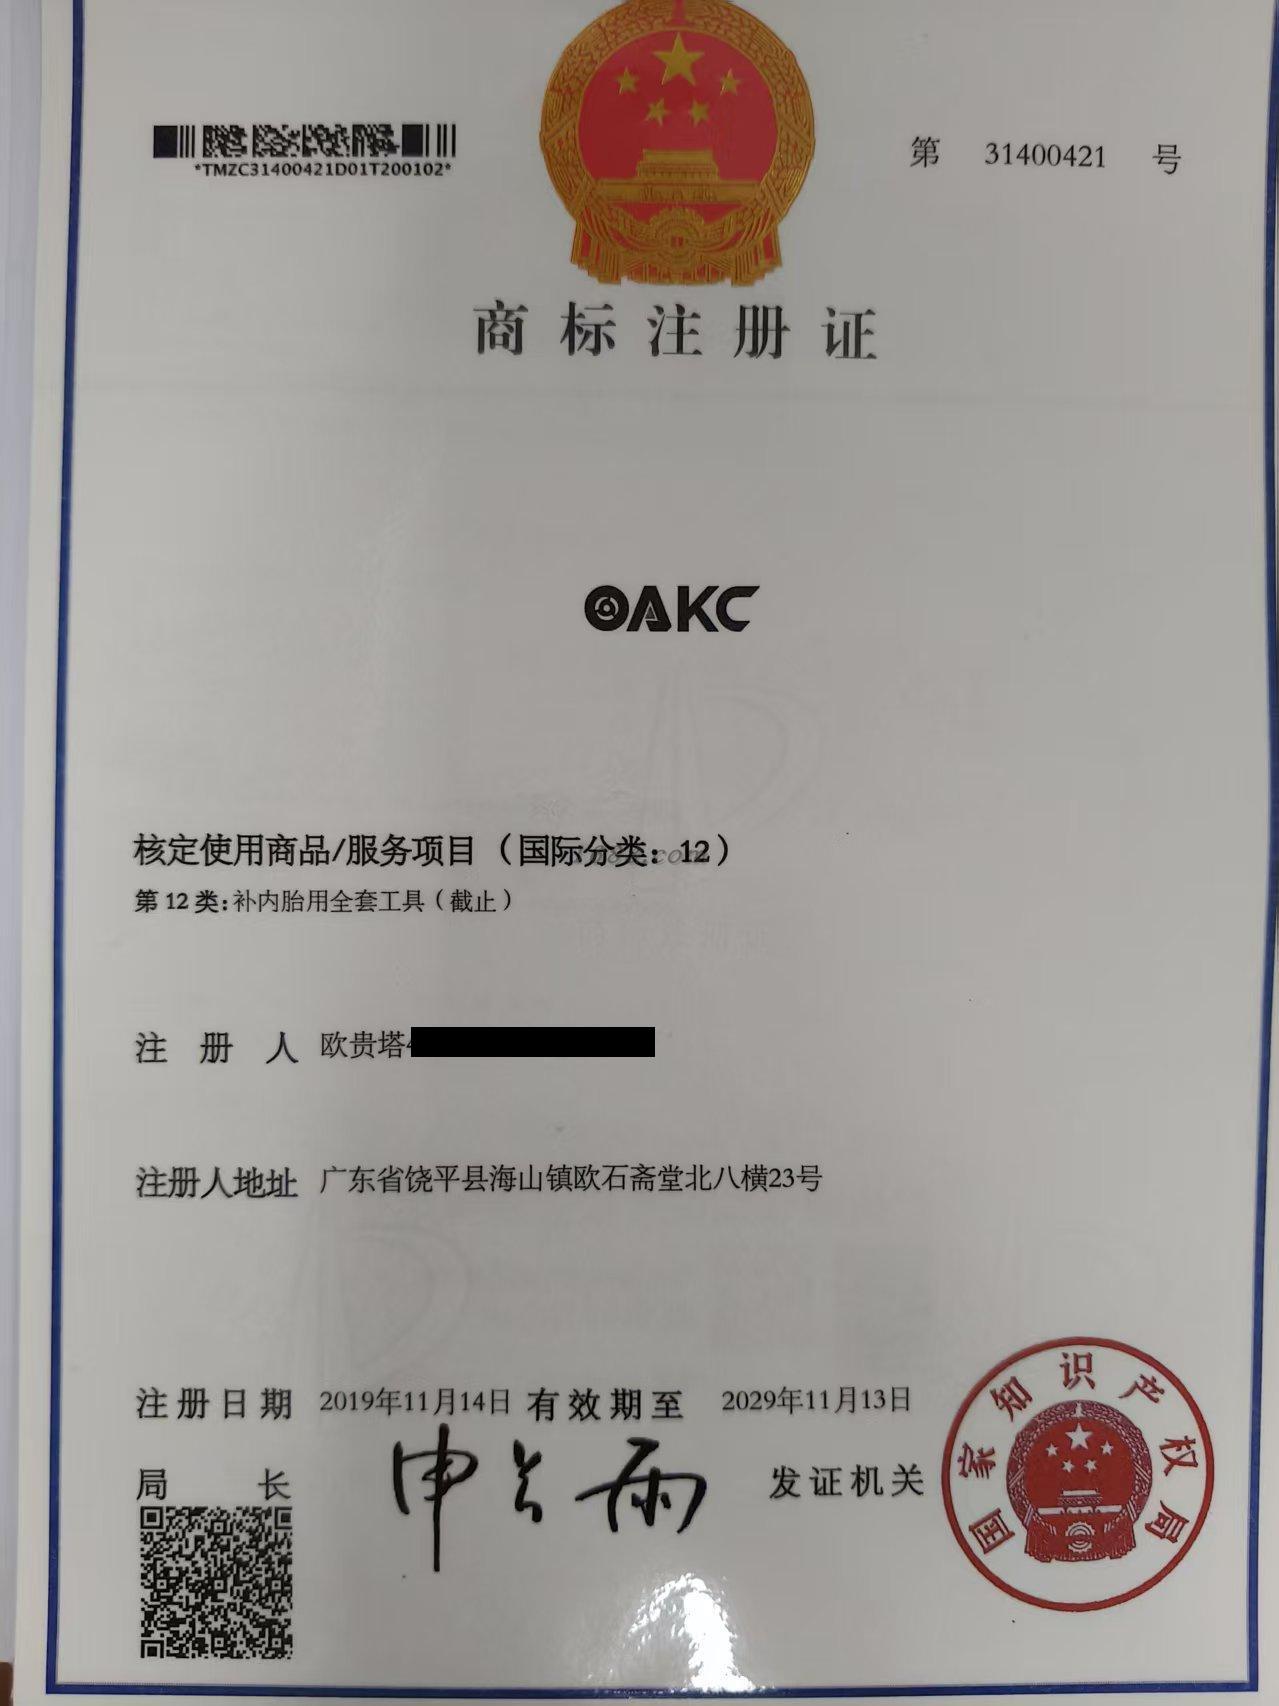 *TMZC31400421D01T200102*
第 31400421 号
商标注册证
OAKC
核定使用商品/服务项目（国际分类：12）
第 12 类：补内胎用全套工具（截止）
注册人 欧贵塔
注册人地址 广东省饶平县海山镇欧石斋堂北八横23号
注册日期 2019年11月14日 有效期至 2029年11月13日
局长 申长雨 发证机关
国家知识产权局